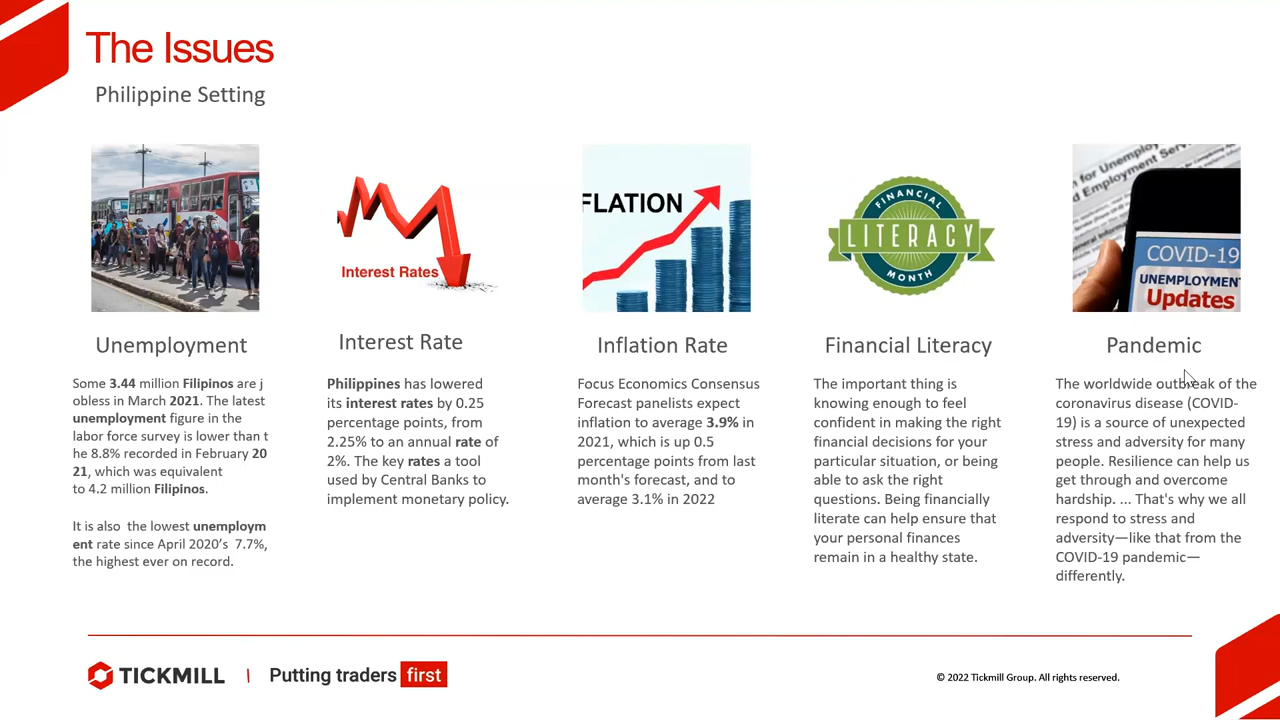 The Issues
Philippine Setting
Interest Rates
FLATION
FINANCIAL
LITERACY
MONTH
COVID-19
UNEMPLOYMEN
Updates
Unemployment
Some 3.44 million Filipinos are j
obless in March 2021. The latest
unemployment figure in the
labor force survey is lower than t
he 8.8% recorded in February 20
21, which was equivalent
to 4.2 million Filipinos.
It is also the lowest unemploym
ent rate since April 2020's 7.7%,
the highest ever on record.
Interest Rate
Philippines has lowered
its interest rates by 0.25
percentage points, from
2.25% to an annual rate of
2%. The key rates a tool
used by Central Banks to
implement monetary policy.
Inflation Rate
Focus Economics Consensus
Forecast panelists expect
inflation to average 3.9% in
2021, which is up 0.5
percentage points from last
month's forecast, and to
average 3.1% in 2022
Financial Literacy
The important thing is
knowing enough to feel
confident in making the right
financial decisions for your
particular situation, or being
able to ask the right
questions. Being financially
literate can help ensure that
your personal finances
remain in a healthy state.
Pandemic
The worldwide outbreak of the
coronavirus disease (COVID-
19) is a source of unexpected
stress and adversity for many
people. Resilience can help us
get through and overcome
hardship. ... That's why we all
respond to stress and
adversity—like that from the
COVID-19 pandemic—
differently.
TICKMILL | Putting traders first
© 2022 Tickmill Group. All rights reserved.